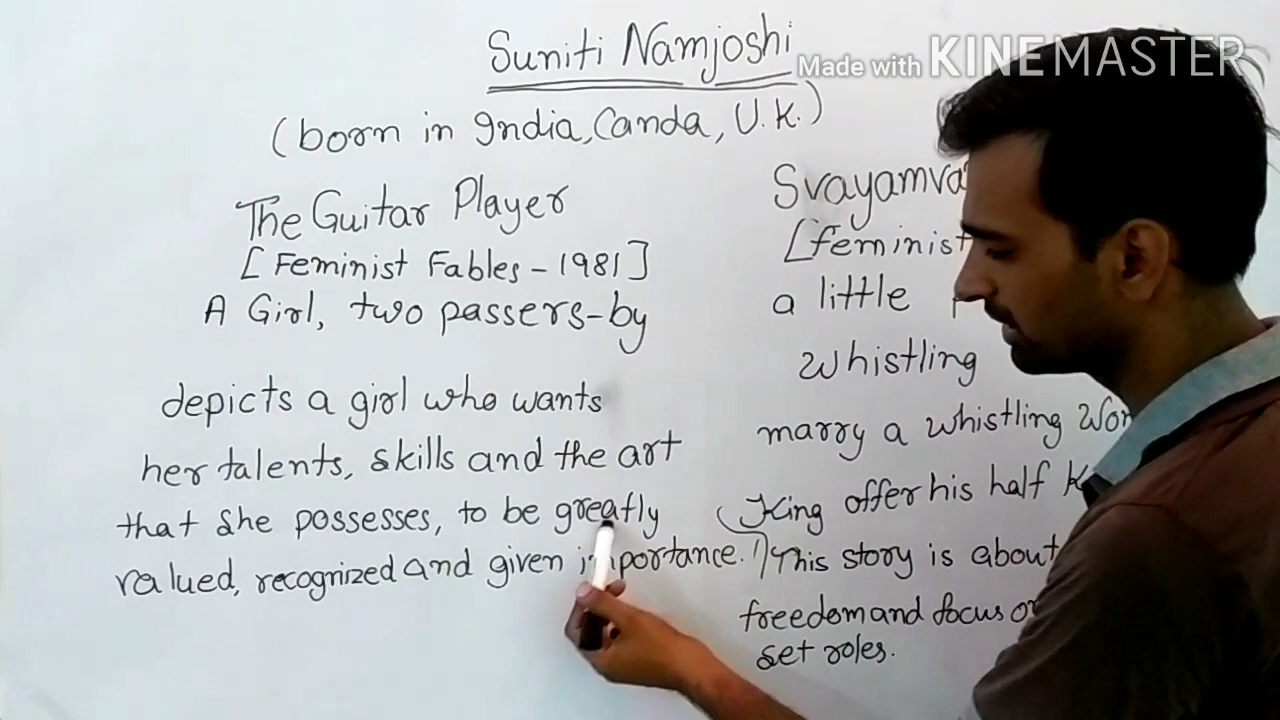 Suniti Namjoshi
Made with KINEMASTER
(born in India, Canda, U.K.)
The Guitar Player
[Feminist Fables - 1981]
A Girl, two passers-by
depicts a girl who wants
her talents, skills and the art
that she possesses, to be greatly
valued, recognized and given importance.
Svayamva
[Feminist
a little
whistling
marry a whistling Wom
King offer his half K
This story is about
freedom and focus on
set roles.